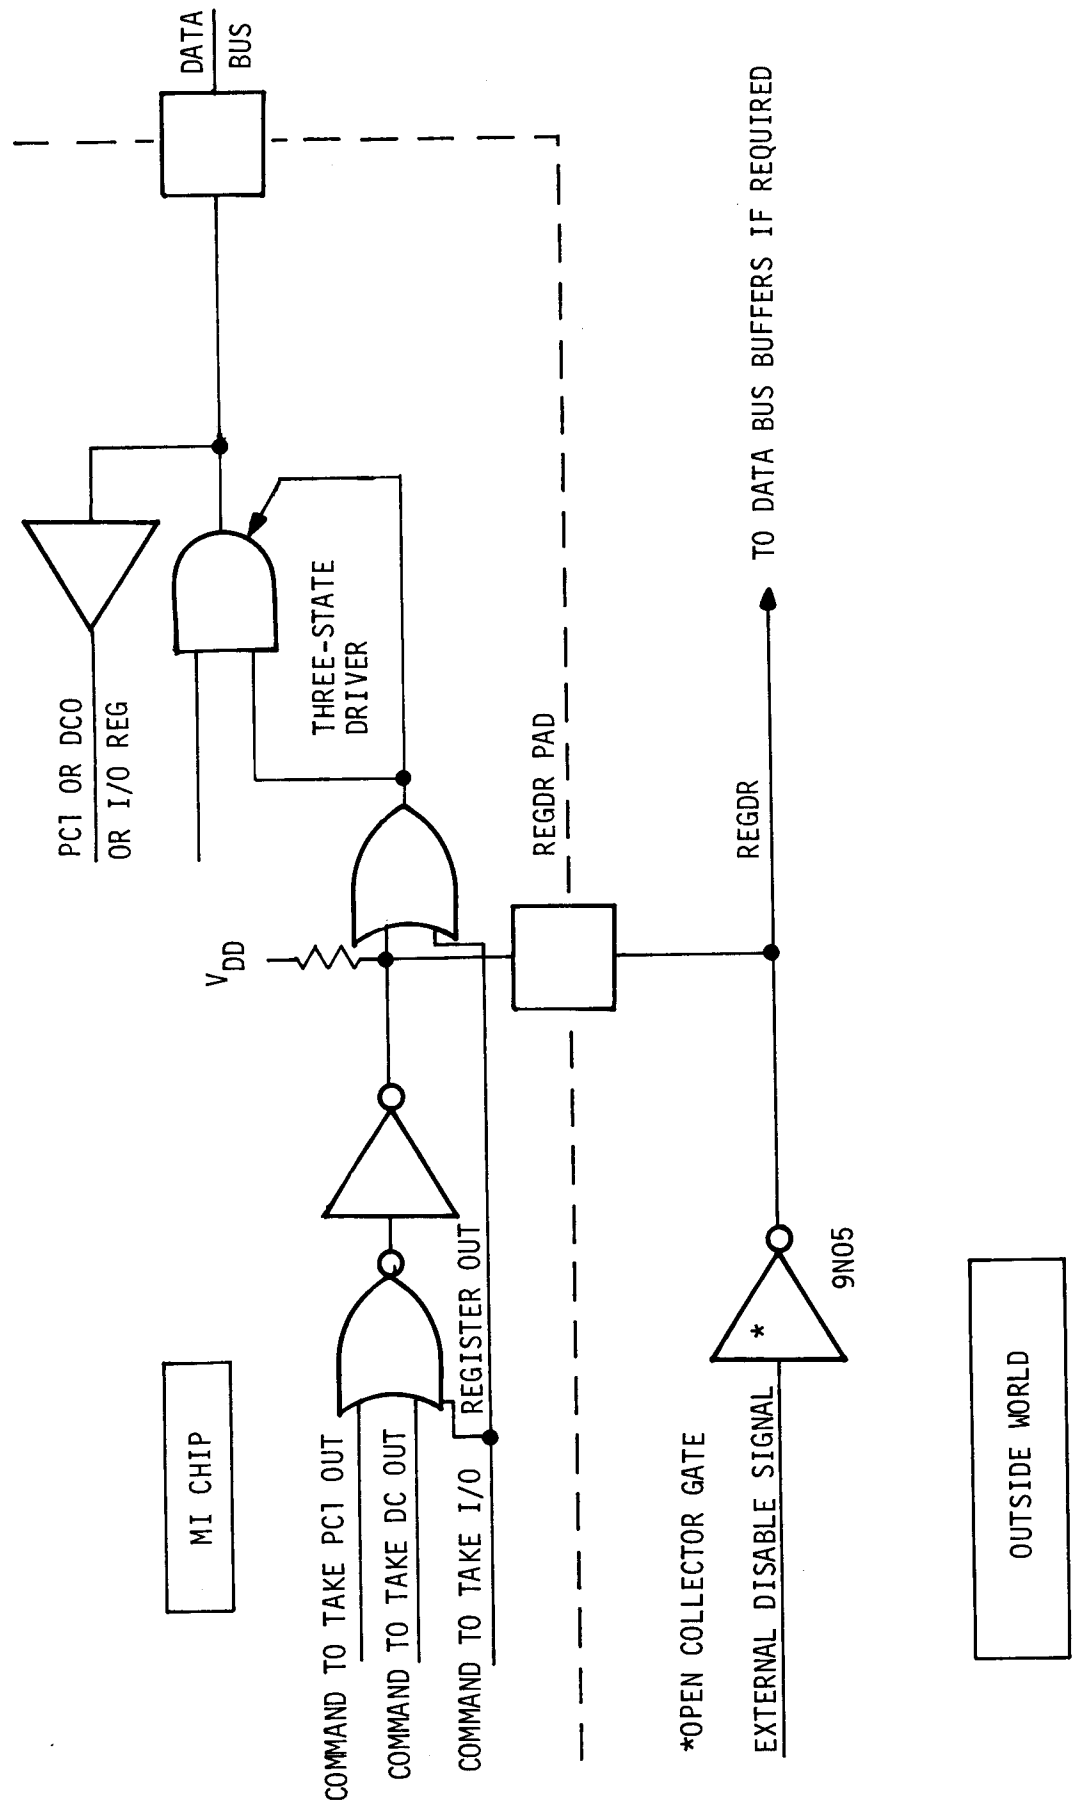 MI CHIP
COMMAND TO TAKE PC1 OUT
COMMAND TO TAKE DC OUT
COMMAND TO TAKE I/O REGISTER OUT
VDD
PC1 OR DC0
OR I/O REG
THREE-STATE
DRIVER
DATA
BUS
REGDR PAD
REGDR
TO DATA BUS BUFFERS IF REQUIRED
*OPEN COLLECTOR GATE
EXTERNAL DISABLE SIGNAL
*
9N05
OUTSIDE WORLD